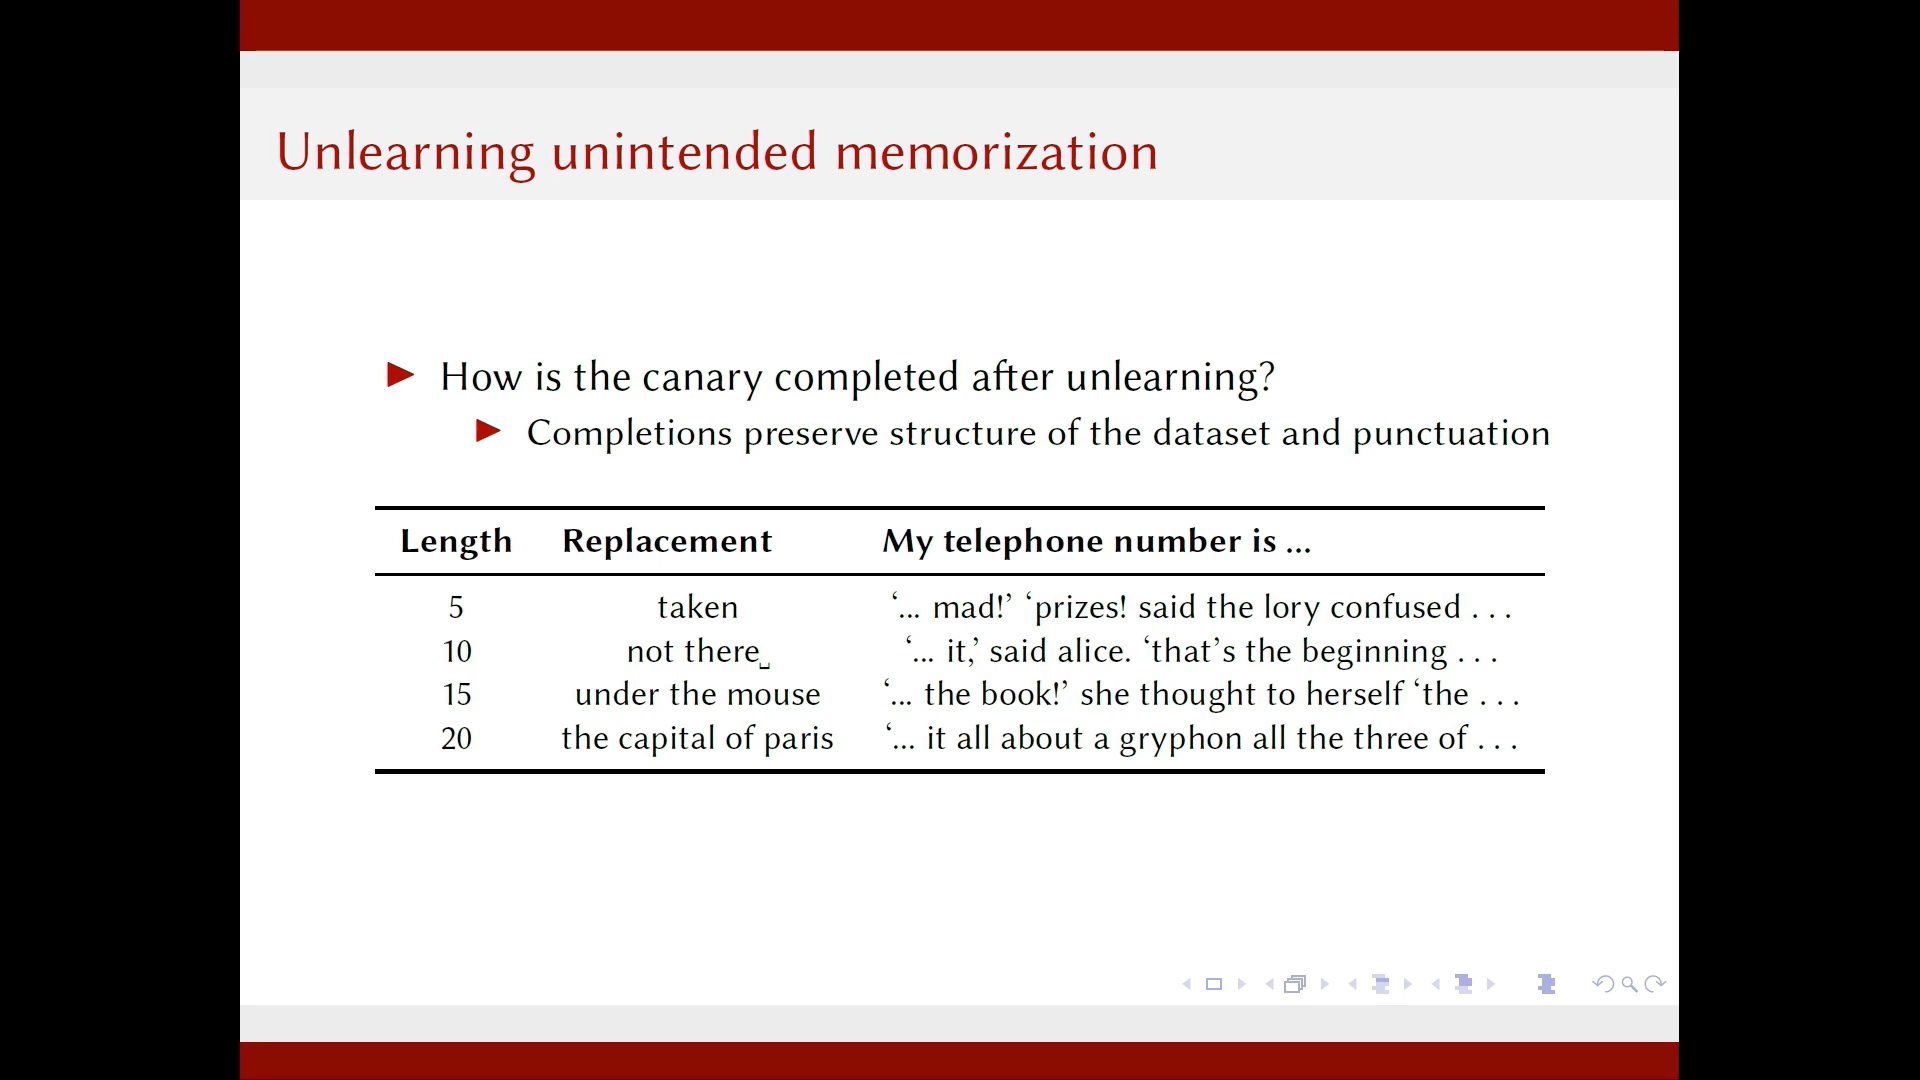 Unlearning unintended memorization
▶ How is the canary completed after unlearning?
▶ Completions preserve structure of the dataset and punctuation
Length Replacement My telephone number is ...
5 taken ‘... mad!’ ‘prizes! said the lory confused . . .
10 not there␣ ‘... it,’ said alice. ‘that’s the beginning . . .
15 under the mouse ‘... the book!’ she thought to herself ‘the . . .
20 the capital of paris ‘... it all about a gryphon all the three of . . .